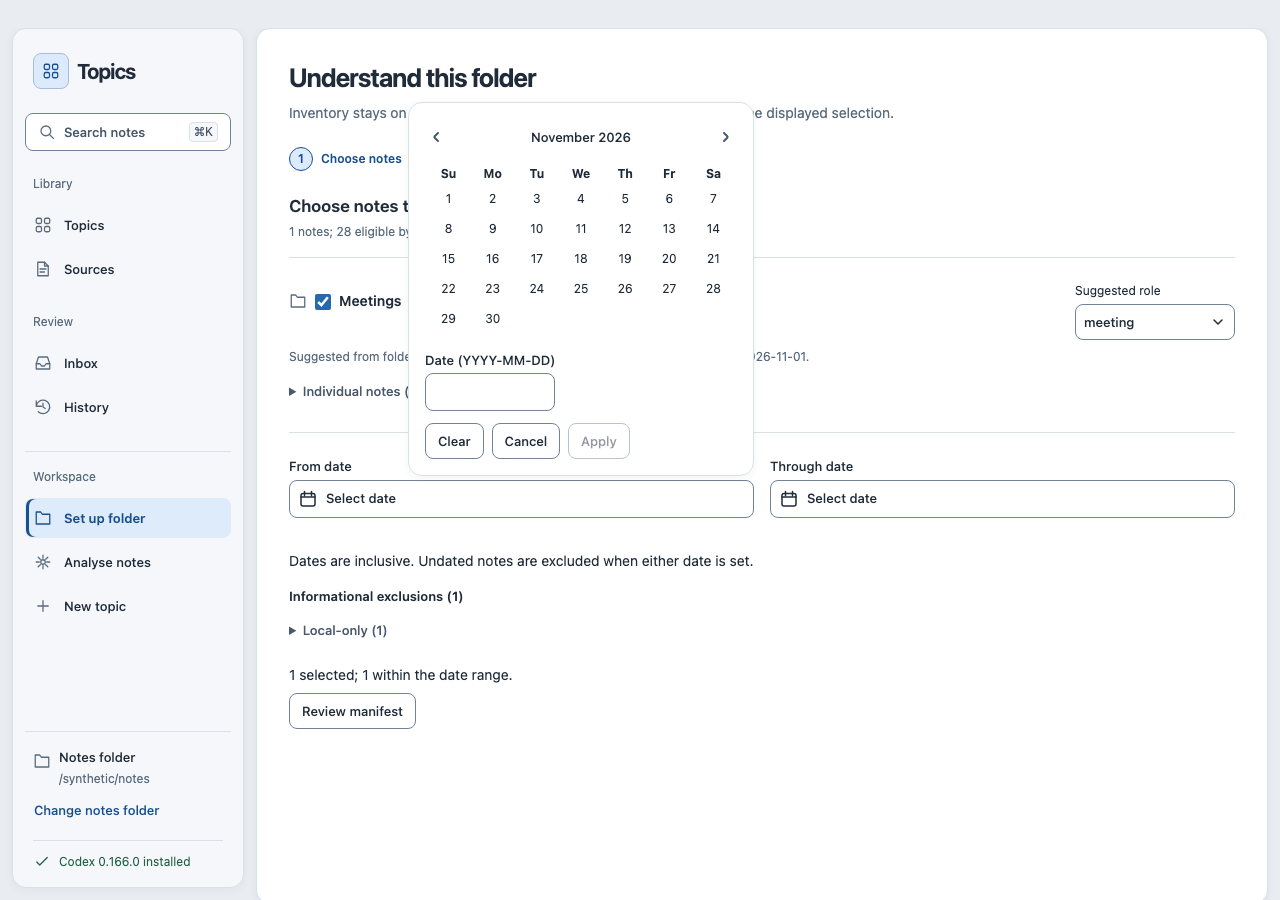 Topics
Search notes ⌘K
Library
Topics
Sources
Review
Inbox
History
Workspace
Set up folder
Analyse notes
New topic
Notes folder
/synthetic/notes
Change notes folder
Codex 0.166.0 installed
Understand this folder
Inventory stays on
displayed selection.
1 Choose notes
Choose notes
1 notes; 28 eligible
Meetings
Suggested role
meeting
Suggested from
26-11-01.
Individual notes (
November 2026
Su Mo Tu We Th Fr Sa
1 2 3 4 5 6 7
8 9 10 11 12 13 14
15 16 17 18 19 20 21
22 23 24 25 26 27 28
29 30
Date (YYYY-MM-DD)
Clear Cancel Apply
From date
Select date
Through date
Select date
Dates are inclusive. Undated notes are excluded when either date is set.
Informational exclusions (1)
Local-only (1)
1 selected; 1 within the date range.
Review manifest